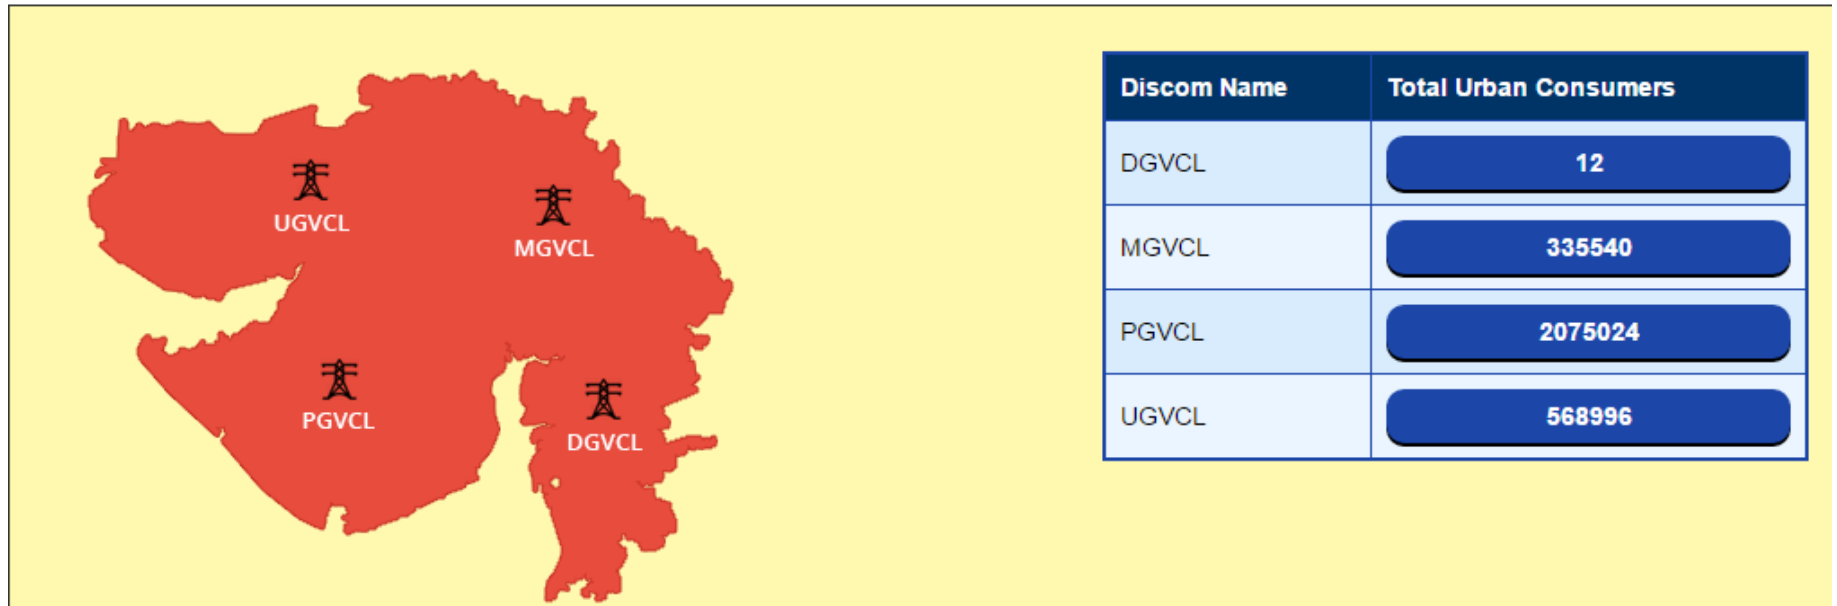 UGVCL
MGVCL
PGVCL
DGVCL
Discom Name Total Urban Consumers
DGVCL 12
MGVCL 335540
PGVCL 2075024
UGVCL 568996